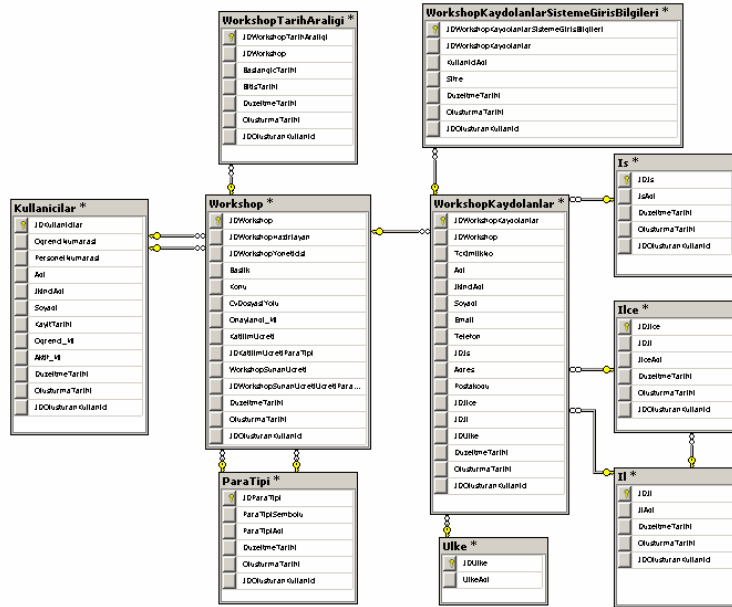 WorkshopTarihAraligi *
IDWorkshopTarihAraligi
IDWorkshop
BaslangicTarihi
BitisTarihi
DuzeltmeTarihi
OlusturmaTarihi
IDOlusturanKullanici
WorkshopKaydolanlarSistemeGirisBilgileri *
IDWorkshopKaydolanlarSistemeGirisBilgileri
IDWorkshopKaydolanlar
KullaniciAdi
Sifre
DuzeltmeTarihi
OlusturmaTarihi
IDOlusturanKullanici
Kullanicilar *
IDKullanicilar
OgrenciNumarasi
PersonelNumarasi
Adi
IkinciAdi
Soyadi
KayitTarihi
Ogrenci_Mi
Aktif_Mi
DuzeltmeTarihi
OlusturmaTarihi
IDOlusturanKullanici
Workshop *
IDWorkshop
IDWorkshopHazirlayan
IDWorkshopYoneticisi
Baslik
Konu
CvDosyasiYolu
Onaylandi_Mi
KatilimUcreti
IDKatilimUcretiParaTipi
WorkshopSunanUcreti
IDWorkshopSunanUcretiUcretiPara...
DuzeltmeTarihi
OlusturmaTarihi
IDOlusturanKullanici
WorkshopKaydolanlar *
IDWorkshopKaydolanlar
IDWorkshop
TcKimlikNo
Adi
IkinciAdi
Soyadi
Email
Telefon
IDIs
Adres
PostaKodu
IDIlce
IDIl
IDUlke
DuzeltmeTarihi
OlusturmaTarihi
IDOlusturanKullanici
Is *
IDIs
IsAdi
DuzeltmeTarihi
OlusturmaTarihi
IDOlusturanKullanici
Ilce *
IDIlce
IDIl
IlceAdi
DuzeltmeTarihi
OlusturmaTarihi
IDOlusturanKullanici
ParaTipi *
IDParaTipi
ParaTipiSembolu
ParaTipiAdi
DuzeltmeTarihi
OlusturmaTarihi
IDOlusturanKullanici
Ulke *
IDUlke
UlkeAdi
Il *
IDIl
IlAdi
DuzeltmeTarihi
OlusturmaTarihi
IDOlusturanKullanici